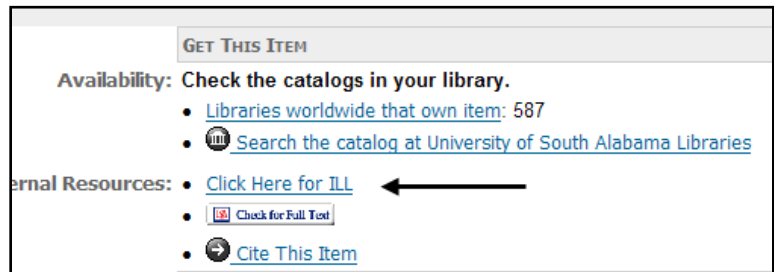 GET THIS ITEM
Availability: Check the catalogs in your library.
• Libraries worldwide that own item: 587
• Search the catalog at University of South Alabama Libraries
ernal Resources: • Click Here for ILL
• Check for Full Text
• Cite This Item